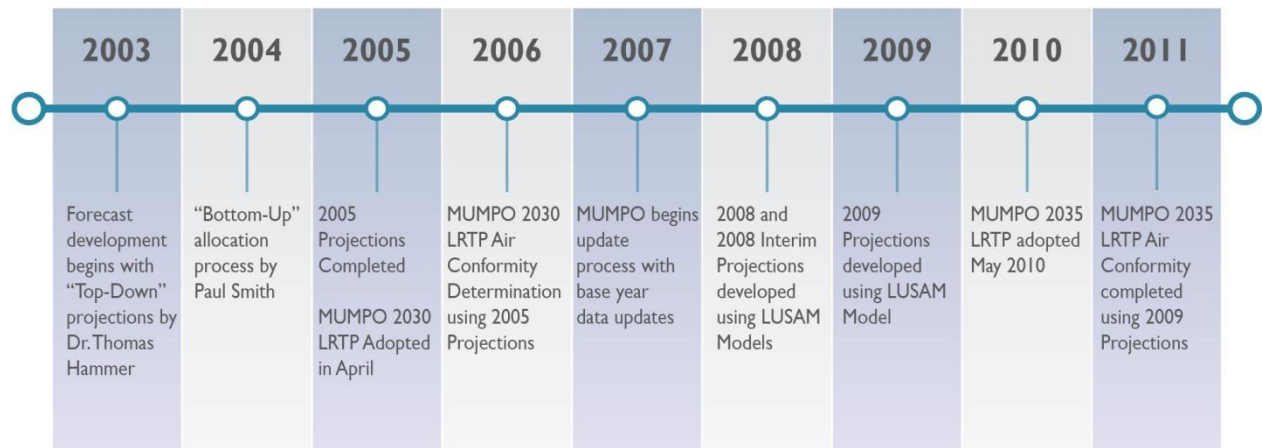 2003
2004
2005
2006
2007
2008
2009
2010
2011
Forecast
development
begins with
“Top-Down”
projections by
Dr. Thomas
Hammer
“Bottom-Up”
allocation
process by
Paul Smith
2005
Projections
Completed
MUMPO 2030
LRTP Adopted
in April
MUMPO 2030
LRTP Air
Conformity
Determination
using 2005
Projections
MUMPO begins
update
process with
base year
data updates
2008 and
2008 Interim
Projections
developed
using LUSAM
Models
2009
Projections
developed
using LUSAM
Model
MUMPO 2035
LRTP adopted
May 2010
MUMPO 2035
LRTP Air
Conformity
completed
using 2009
Projections